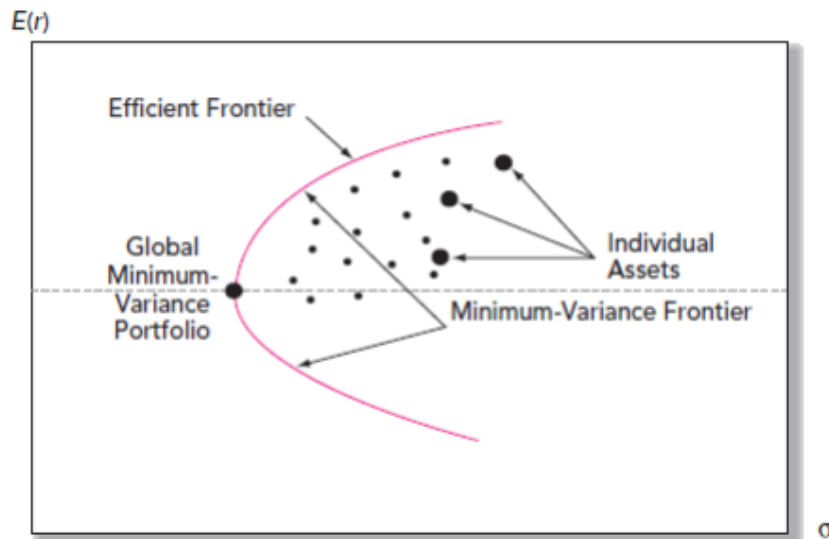 E(r)
Efficient Frontier
Global
Minimum-
Variance
Portfolio
Individual
Assets
Minimum-Variance Frontier
σ